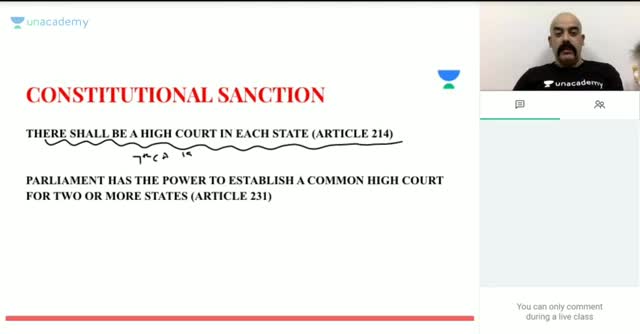 unacademy
CONSTITUTIONAL SANCTION
THERE SHALL BE A HIGH COURT IN EACH STATE (ARTICLE 214)
PARLIAMENT HAS THE POWER TO ESTABLISH A COMMON HIGH COURT
FOR TWO OR MORE STATES (ARTICLE 231)
unacademy
You can only comment
during a live class